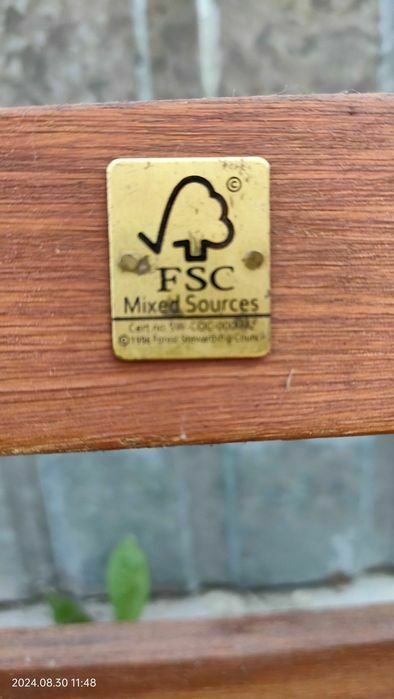 ©
FSC
Mixed Sources
Cert no. SW-COC-
© 1996 Forest Stewardship Council
2024.08.30 11:48